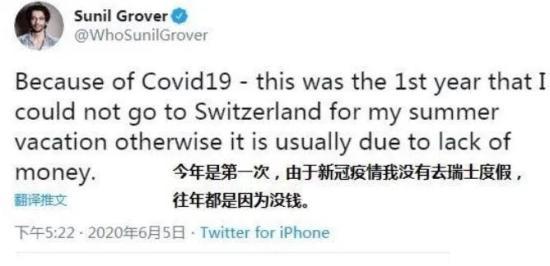 Sunil Grover
@WhoSunilGrover
Because of Covid19 - this was the 1st year that I
could not go to Switzerland for my summer
vacation otherwise it is usually due to lack of
money.
今年是第一次，由于新冠疫情我没有去瑞士度假，
往年都是因为没钱。
翻译推文
下午5:22 · 2020年6月5日 · Twitter for iPhone